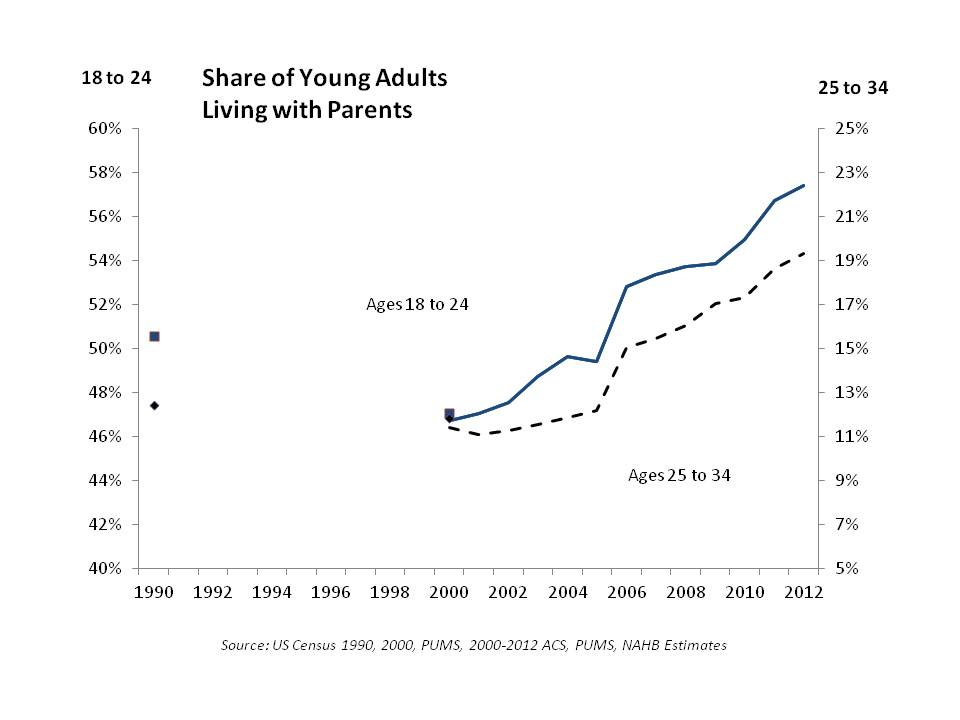 18 to 24
Share of Young Adults
Living with Parents
25 to 34
60%
25%
58%
23%
56%
21%
54%
19%
52%
Ages 18 to 24
17%
50%
15%
48%
13%
46%
11%
44%
Ages 25 to 34
9%
42%
7%
40%
5%
1990 1992 1994 1996 1998 2000 2002 2004 2006 2008 2010 2012
Source: US Census 1990, 2000, PUMS, 2000-2012 ACS, PUMS, NAHB Estimates